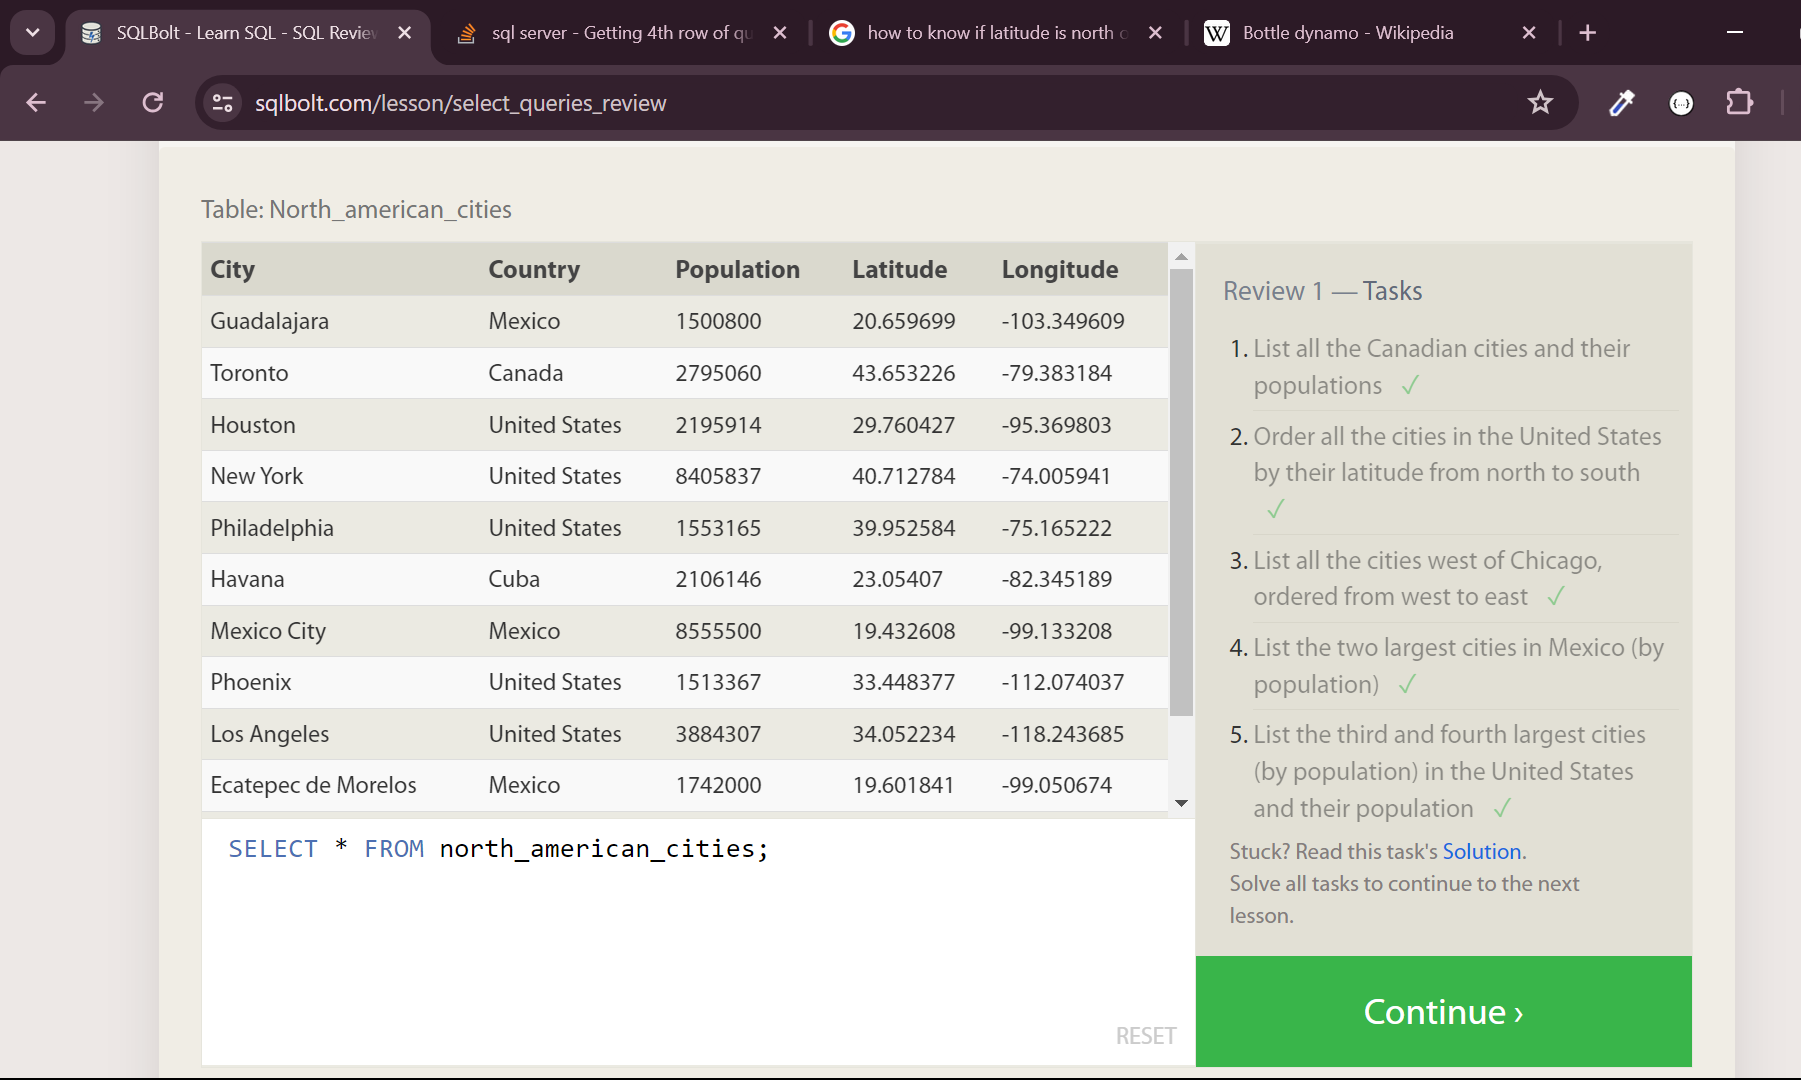 SQLBolt - Learn SQL - SQL Review
sql server - Getting 4th row of qu
how to know if latitude is north o
W Bottle dynamo - Wikipedia
sqlbolt.com/lesson/select_queries_review
{...}
Table: North_american_cities
City Country Population Latitude Longitude
Guadalajara Mexico 1500800 20.659699 -103.349609
Toronto Canada 2795060 43.653226 -79.383184
Houston United States 2195914 29.760427 -95.369803
New York United States 8405837 40.712784 -74.005941
Philadelphia United States 1553165 39.952584 -75.165222
Havana Cuba 2106146 23.05407 -82.345189
Mexico City Mexico 8555500 19.432608 -99.133208
Phoenix United States 1513367 33.448377 -112.074037
Los Angeles United States 3884307 34.052234 -118.243685
Ecatepec de Morelos Mexico 1742000 19.601841 -99.050674
SELECT * FROM north_american_cities;
RESET
Review 1 — Tasks
1. List all the Canadian cities and their
populations ✓
2. Order all the cities in the United States
by their latitude from north to south
✓
3. List all the cities west of Chicago,
ordered from west to east ✓
4. List the two largest cities in Mexico (by
population) ✓
5. List the third and fourth largest cities
(by population) in the United States
and their population ✓
Stuck? Read this task's Solution.
Solve all tasks to continue to the next
lesson.
Continue ›